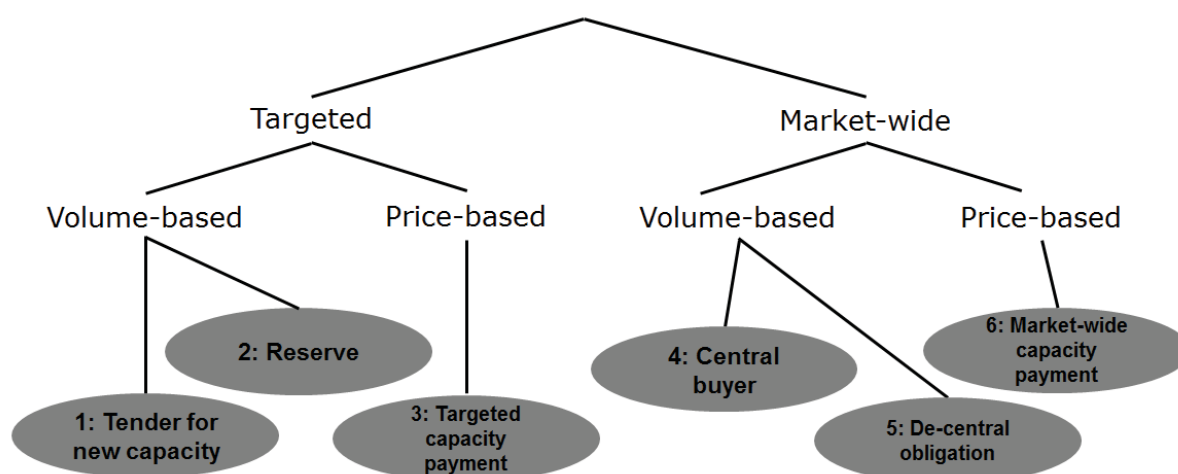 Targeted
Market-wide
Volume-based
Price-based
Volume-based
Price-based
2: Reserve
4: Central
buyer
6: Market-wide
capacity
payment
1: Tender for
new capacity
3: Targeted
capacity
payment
5: De-central
obligation